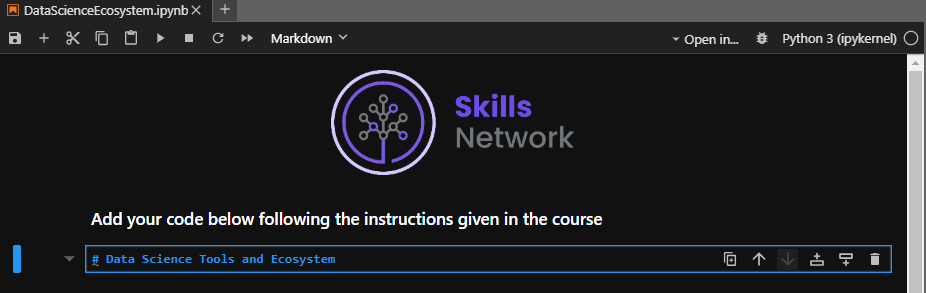 DataScienceEcosystem.ipynb
Markdown
Open in...
Python 3 (ipykernel)
Skills
Network
Add your code below following the instructions given in the course
# Data Science Tools and Ecosystem